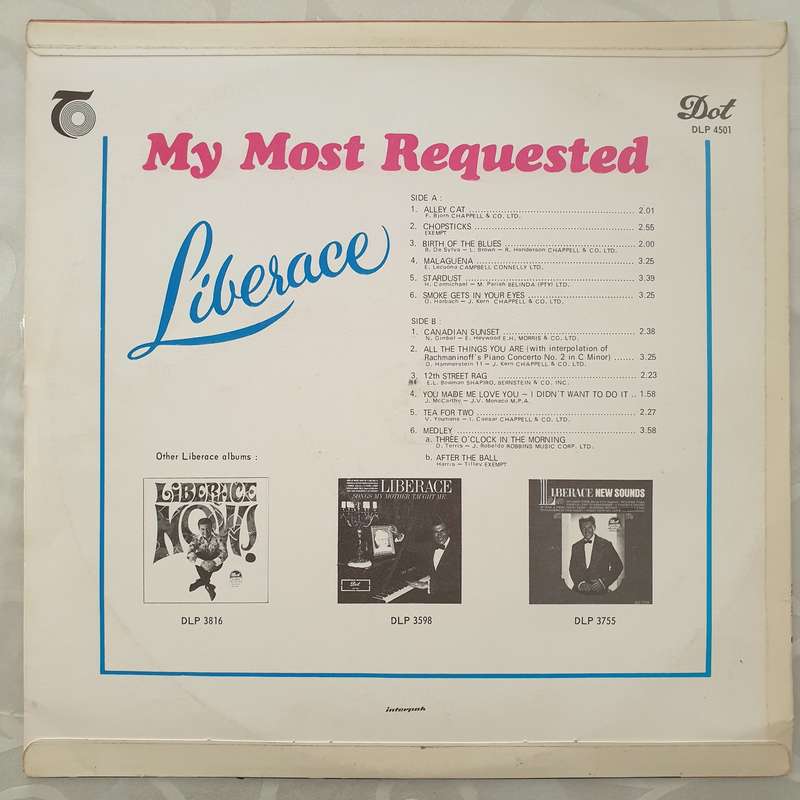 Dot
DLP 4501
My Most Requested
Liberace
SIDE A :
1. ALLEY CAT ........ 2.01
F. Bjorn CHAPPELL & CO. LTD.
2. CHOPSTICKS ........ 2.55
EXEMPT
3. BIRTH OF THE BLUES ........ 2.00
B. De Sylva – L. Brown – R. Henderson CHAPPELL & CO. LTD.
4. MALAGUENA ........ 3.25
E. Lecuona CAMPBELL CONNELLY LTD.
5. STARDUST ........ 3.39
H. Carmichael – M. Parish BELINDA (PTY) LTD.
6. SMOKE GETS IN YOUR EYES ........ 3.25
O. Harbach – J. Kern CHAPPELL & CO. LTD.
SIDE B :
1. CANADIAN SUNSET ........ 2.38
N. Gimbel – E. Heywood E.H. MORRIS & CO. LTD.
2. ALL THE THINGS YOU ARE (with interpolation of
Rachmaninoff's Piano Concerto No. 2 in C Minor) ...... 3.25
O. Hammerstein 11 – J. Kern CHAPPELL & CO. LTD.
3. 12th STREET RAG ........ 2.23
E.L. Bowman SHAPIRO, BERNSTEIN & CO. INC.
4. YOU MADE ME LOVE YOU – I DIDN'T WANT TO DO IT .. 1.58
J. McCarthy – J.V. Monaco M.P.A.
5. TEA FOR TWO ........ 2.27
V. Youmans – I. Caesar CHAPPELL & CO. LTD.
6. MEDLEY ........ 3.58
a. THREE O'CLOCK IN THE MORNING
D. Terris – J. Robeldo ROBBINS MUSIC CORP. LTD.
b. AFTER THE BALL
Harris – Tilley EXEMPT
Other Liberace albums :
LIBERACE
NOW!
LIBERACE
SONGS MY MOTHER TAUGHT ME
Dot
LIBERACE NEW SOUNDS
DLP 3816
DLP 3598
DLP 3755
interpak